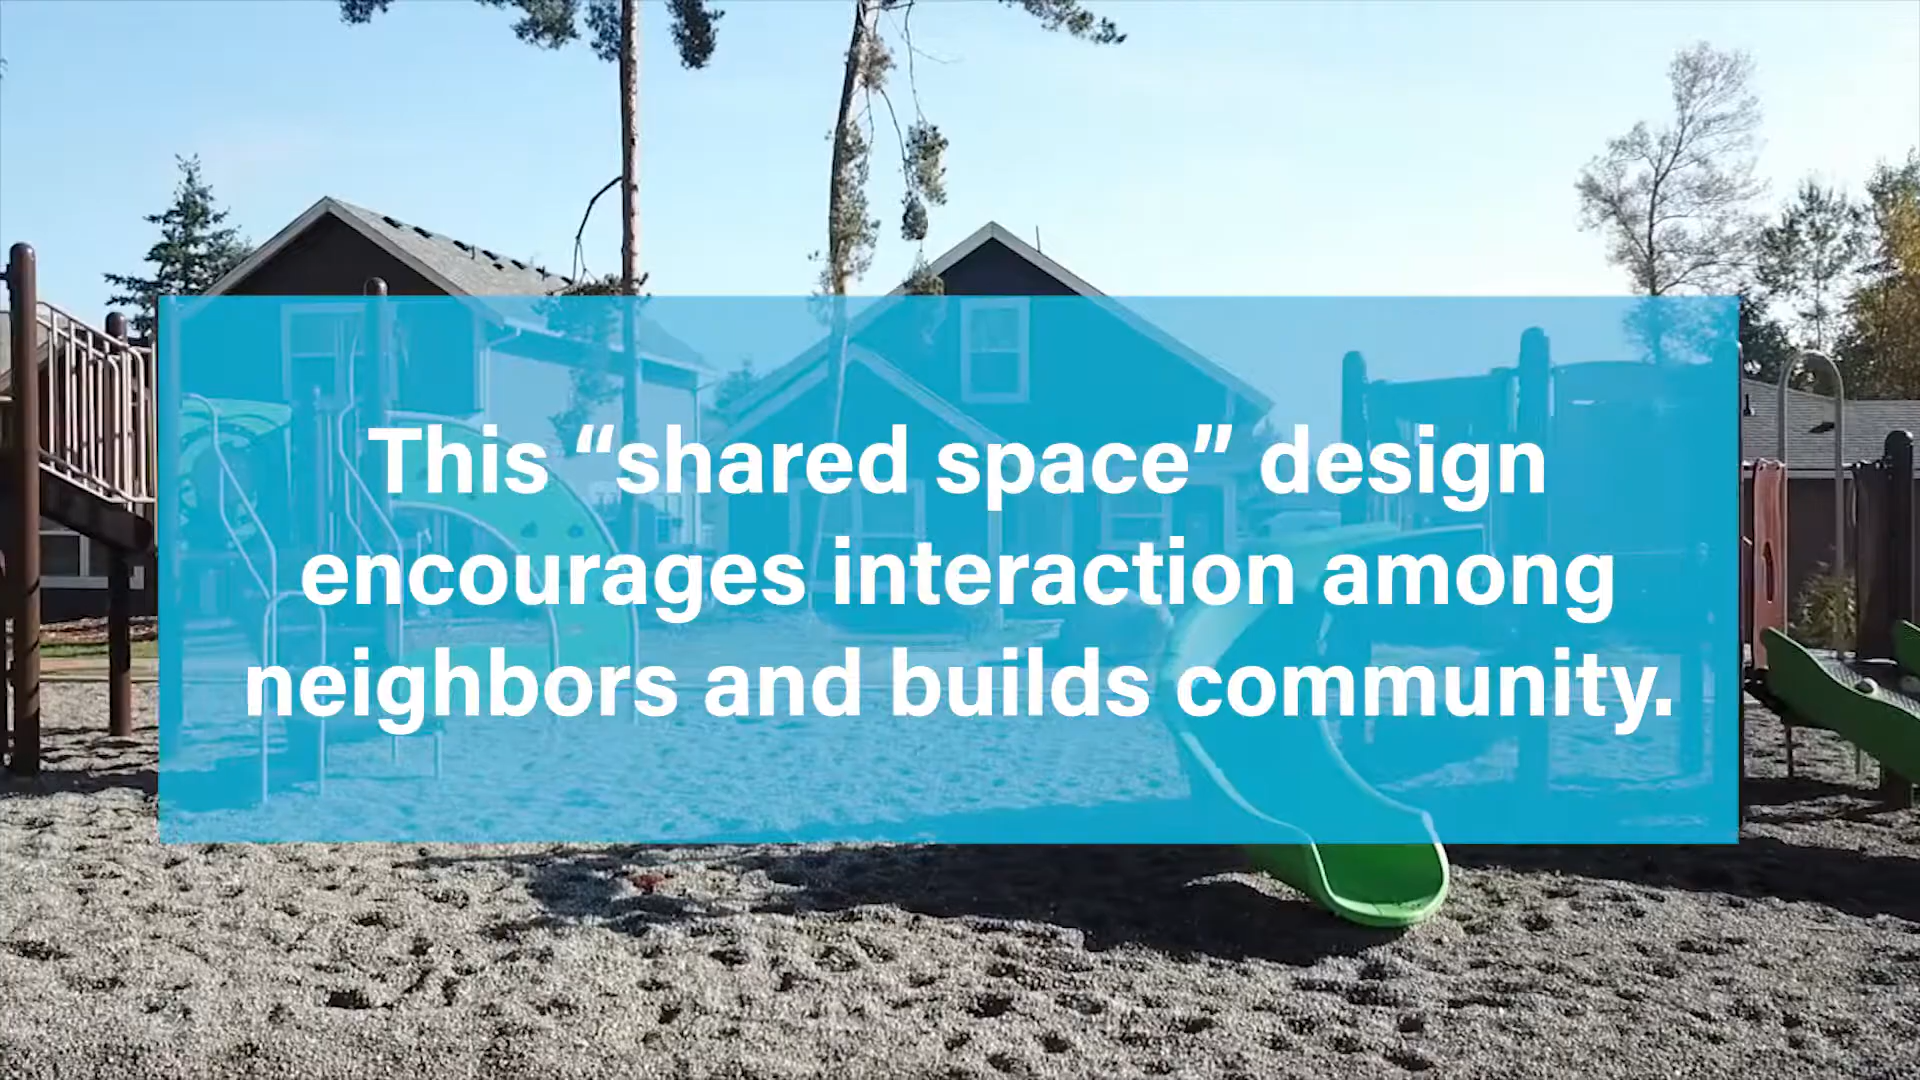 This “shared space” design
encourages interaction among
neighbors and builds community.